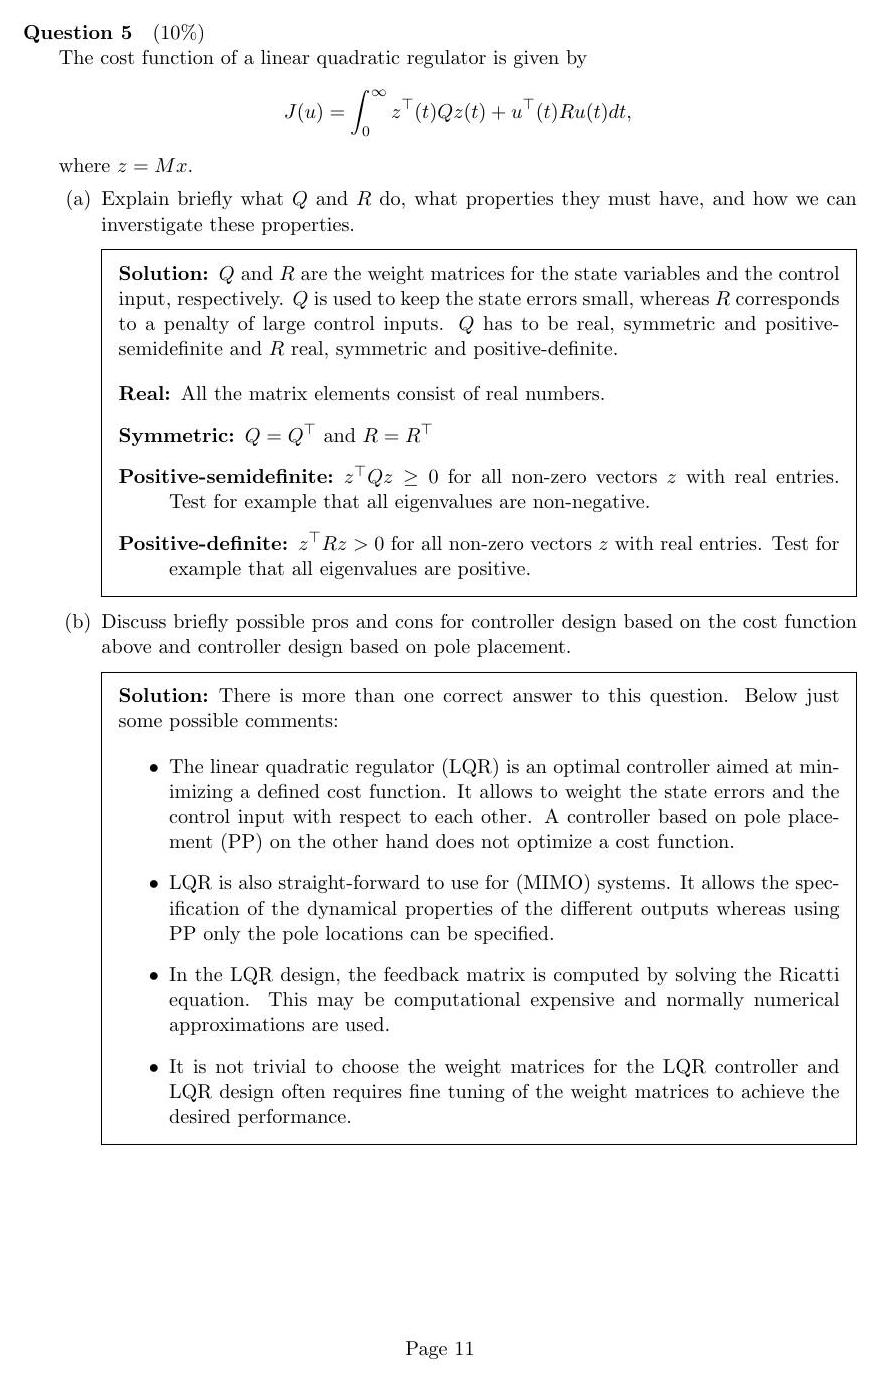 Question 5 (10%)
The cost function of a linear quadratic regulator is given by
J(u) = ∫₀^∞ z⊤(t)Qz(t) + u⊤(t)Ru(t)dt,
where z = Mx.
(a) Explain briefly what Q and R do, what properties they must have, and how we can
inverstigate these properties.
Solution: Q and R are the weight matrices for the state variables and the control
input, respectively. Q is used to keep the state errors small, whereas R corresponds
to a penalty of large control inputs. Q has to be real, symmetric and positive-
semidefinite and R real, symmetric and positive-definite.
Real: All the matrix elements consist of real numbers.
Symmetric: Q = Q⊤ and R = R⊤
Positive-semidefinite: z⊤Qz ≥ 0 for all non-zero vectors z with real entries.
Test for example that all eigenvalues are non-negative.
Positive-definite: z⊤Rz > 0 for all non-zero vectors z with real entries. Test for
example that all eigenvalues are positive.
(b) Discuss briefly possible pros and cons for controller design based on the cost function
above and controller design based on pole placement.
Solution: There is more than one correct answer to this question. Below just
some possible comments:
• The linear quadratic regulator (LQR) is an optimal controller aimed at min-
imizing a defined cost function. It allows to weight the state errors and the
control input with respect to each other. A controller based on pole place-
ment (PP) on the other hand does not optimize a cost function.
• LQR is also straight-forward to use for (MIMO) systems. It allows the spec-
ification of the dynamical properties of the different outputs whereas using
PP only the pole locations can be specified.
• In the LQR design, the feedback matrix is computed by solving the Ricatti
equation. This may be computational expensive and normally numerical
approximations are used.
• It is not trivial to choose the weight matrices for the LQR controller and
LQR design often requires fine tuning of the weight matrices to achieve the
desired performance.
Page 11